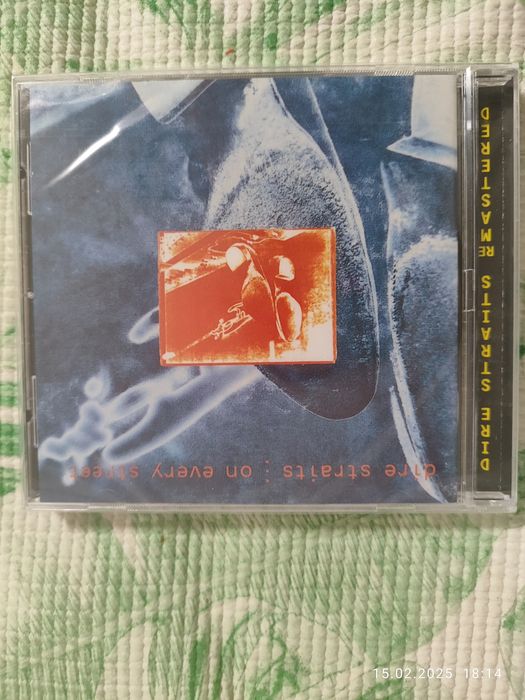 dire straits : on every street
DIRE STRAITS REMASTERED
15.02.2025 18:14